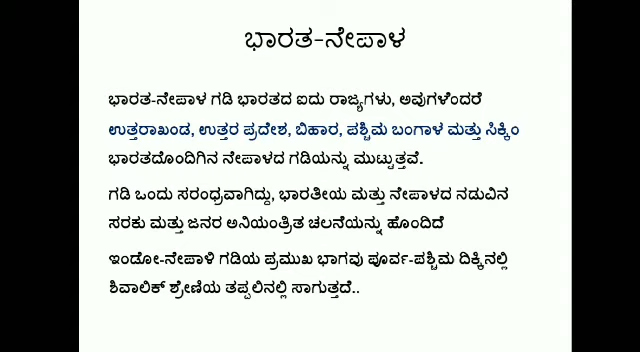 ಭಾರತ-ನೇಪಾಳ
ಭಾರತ-ನೇಪಾಳ ಗಡಿ ಭಾರತದ ಐದು ರಾಜ್ಯಗಳು, ಅವುಗಳೆಂದರೆ
ಉತ್ತರಾಖಂಡ, ಉತ್ತರ ಪ್ರದೇಶ, ಬಿಹಾರ, ಪಶ್ಚಿಮ ಬಂಗಾಳ ಮತ್ತು ಸಿಕ್ಕಿಂ
ಭಾರತದೊಂದಿಗಿನ ನೇಪಾಳದ ಗಡಿಯನ್ನು ಮುಟ್ಟುತ್ತವೆ.
ಗಡಿ ಒಂದು ಸರಂಧ್ರವಾಗಿದ್ದು, ಭಾರತೀಯ ಮತ್ತು ನೇಪಾಳದ ನಡುವಿನ
ಸರಕು ಮತ್ತು ಜನರ ಅನಿಯಂತ್ರಿತ ಚಲನೆಯನ್ನು ಹೊಂದಿದೆ
ಇಂಡೋ-ನೇಪಾಳಿ ಗಡಿಯ ಪ್ರಮುಖ ಭಾಗವು ಪೂರ್ವ-ಪಶ್ಚಿಮ ದಿಕ್ಕಿನಲ್ಲಿ
ಶಿವಾಲಿಕ್ ಶ್ರೇಣಿಯ ತಪ್ಪಲಿನಲ್ಲಿ ಸಾಗುತ್ತದೆ..